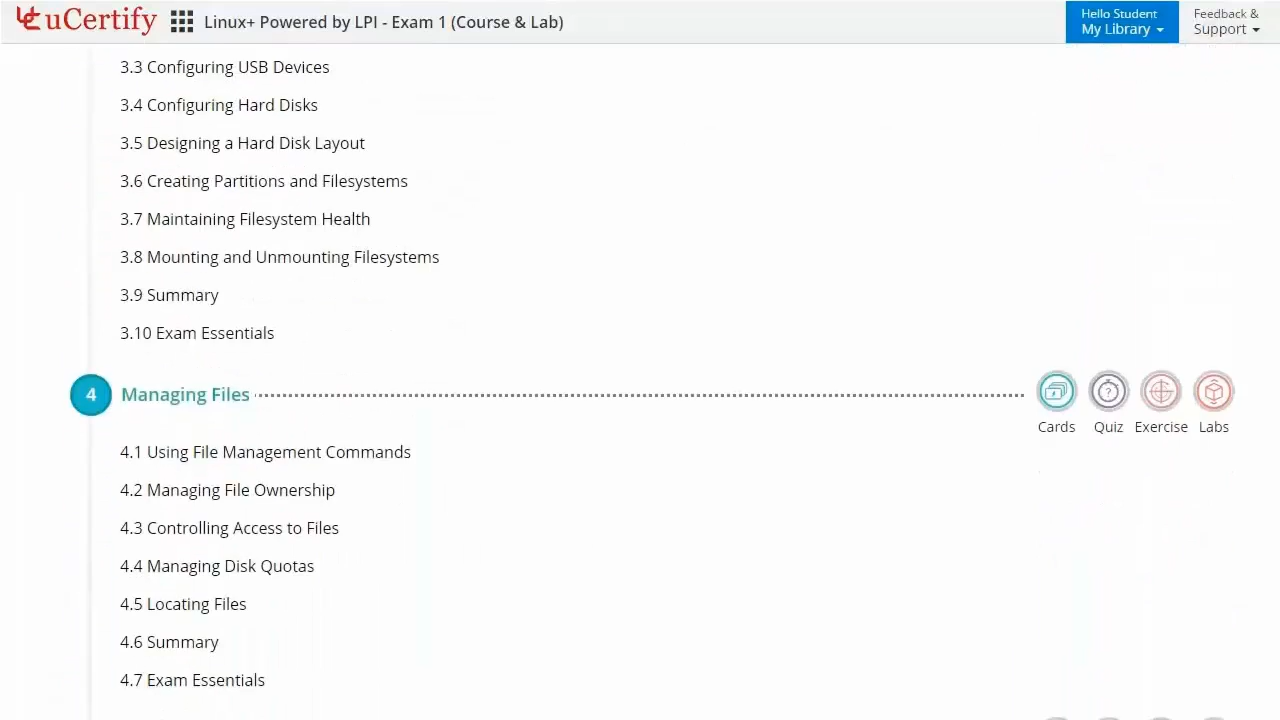 uCertify
Linux+ Powered by LPI - Exam 1 (Course & Lab)
Hello Student
My Library
Feedback &
Support
3.3 Configuring USB Devices
3.4 Configuring Hard Disks
3.5 Designing a Hard Disk Layout
3.6 Creating Partitions and Filesystems
3.7 Maintaining Filesystem Health
3.8 Mounting and Unmounting Filesystems
3.9 Summary
3.10 Exam Essentials
4 Managing Files
Cards Quiz Exercise Labs
4.1 Using File Management Commands
4.2 Managing File Ownership
4.3 Controlling Access to Files
4.4 Managing Disk Quotas
4.5 Locating Files
4.6 Summary
4.7 Exam Essentials